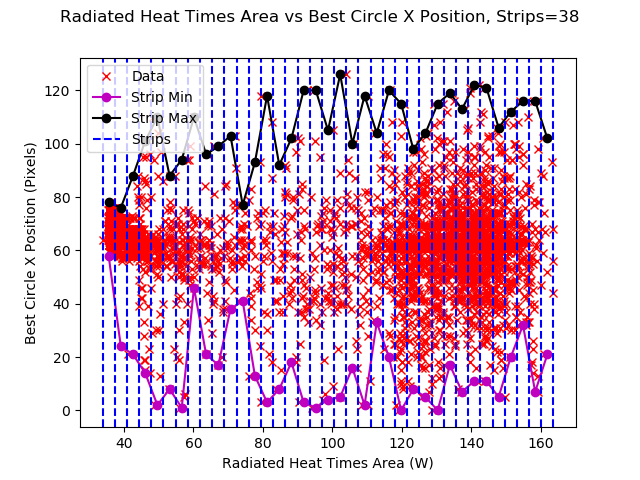 Radiated Heat Times Area vs Best Circle X Position, Strips=38
Data
Strip Min
Strip Max
Strips
Best Circle X Position (Pixels)
120
100
80
60
40
20
0
40 60 80 100 120 140 160
Radiated Heat Times Area (W)